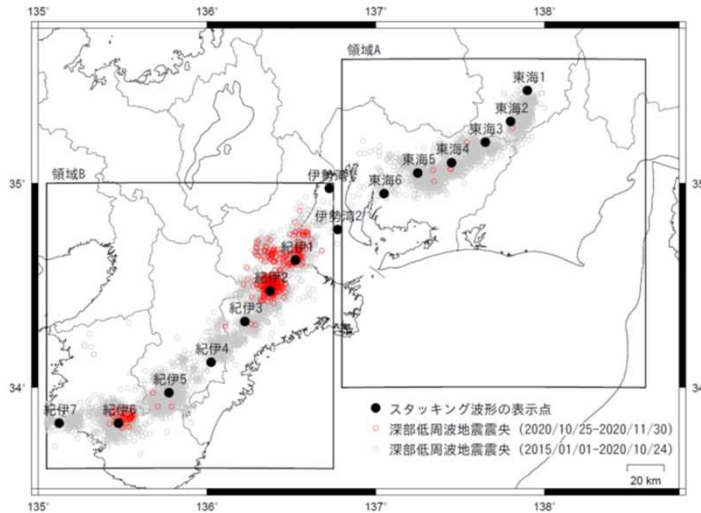 136˚
137˚
138˚
領域A
東海1
東海2
東海3
東海4
東海5
東海6
35˚
35
領域B
伊勢湾1
伊勢湾2
紀伊1
紀伊2
紀伊3
紀伊4
紀伊5
紀伊6
紀伊7
34˚
34
スタッキング波形の表示点
深部低周波地震震央（2020/10/25-2020/11/30）
深部低周波地震震央（2015/01/01-2020/10/24）
20 km
135˚
136˚
137˚
138˚